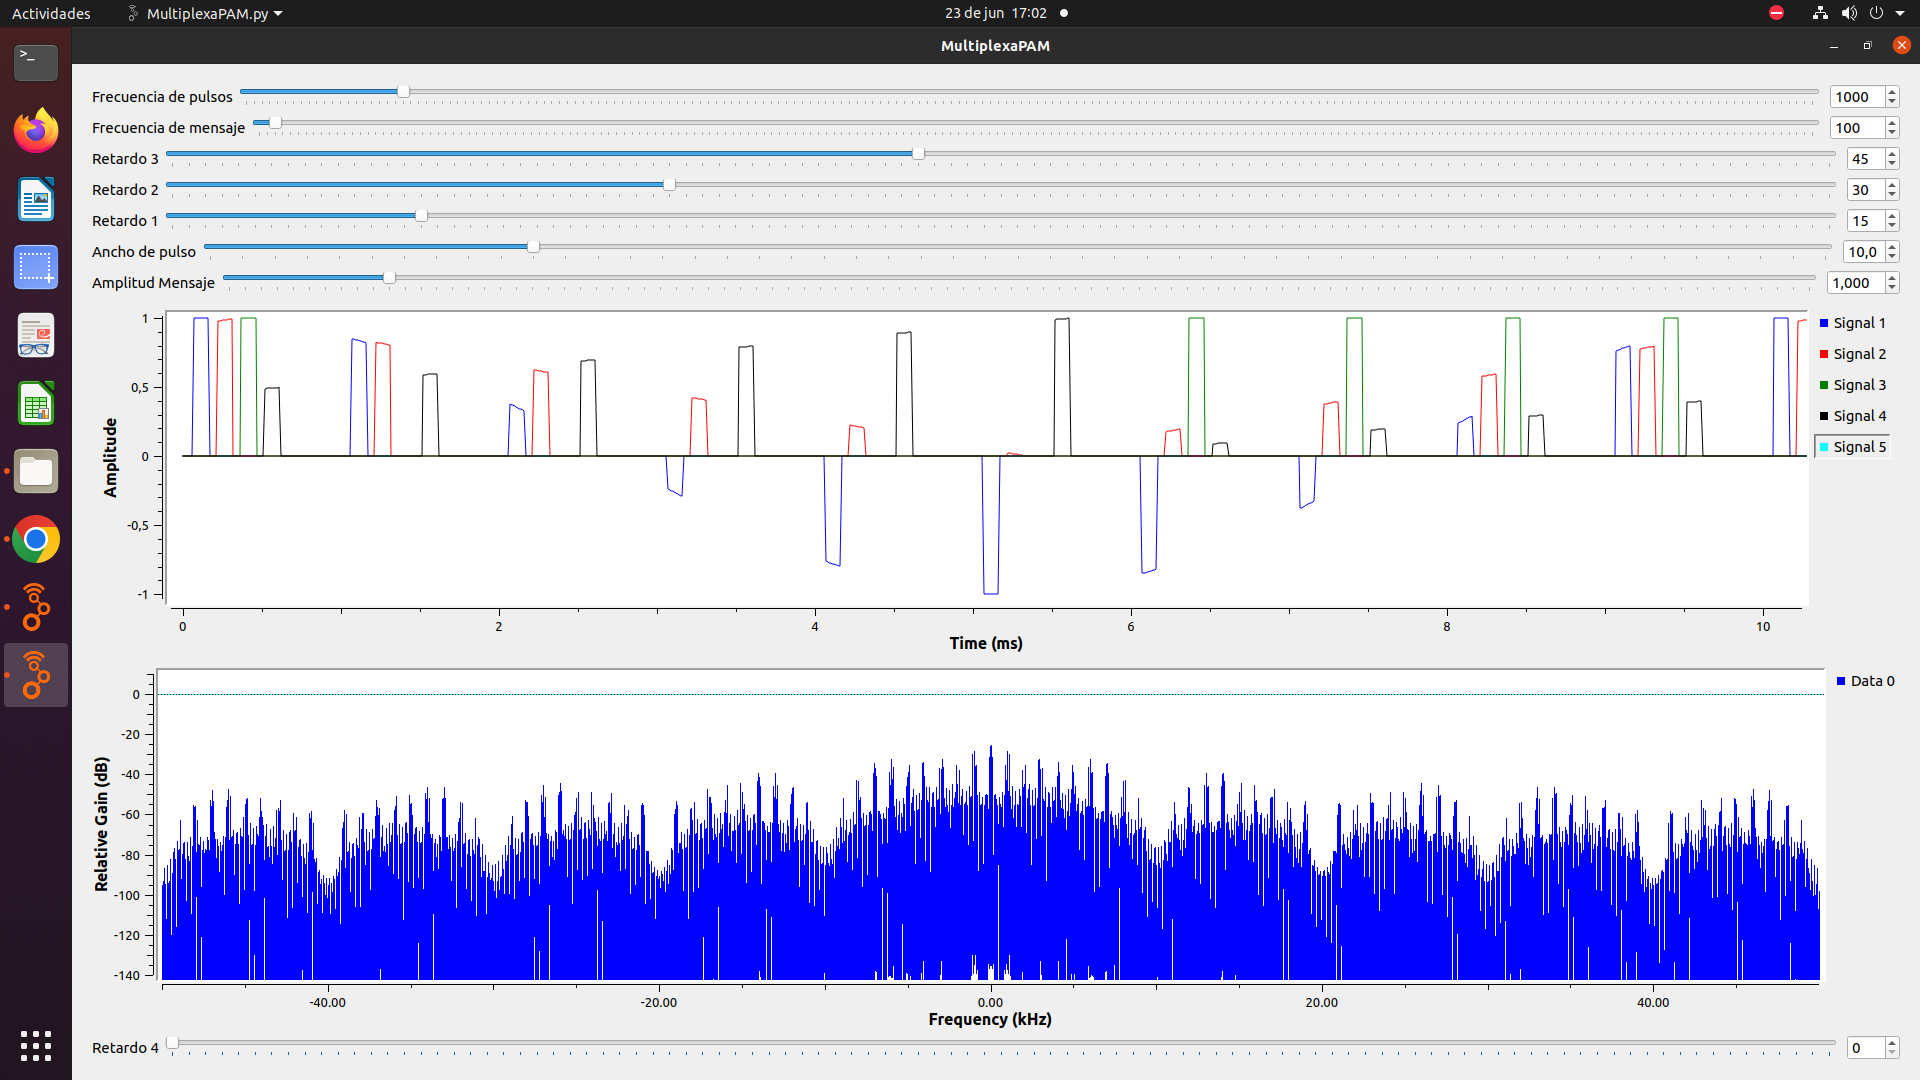 Actividades MultiplexaPAM.py 23 de jun 17:02
MultiplexaPAM
Frecuencia de pulsos 1000
Frecuencia de mensaje 100
Retardo 3 45
Retardo 2 30
Retardo 1 15
Ancho de pulso 10,0
Amplitud Mensaje 1,000
Amplitude
1
0,5
0
-0,5
-1
0 2 4 6 8 10
Time (ms)
Signal 1
Signal 2
Signal 3
Signal 4
Signal 5
Relative Gain (dB)
0
-20
-40
-60
-80
-100
-120
-140
-40.00 -20.00 0.00 20.00 40.00
Frequency (kHz)
Data 0
Retardo 4 0